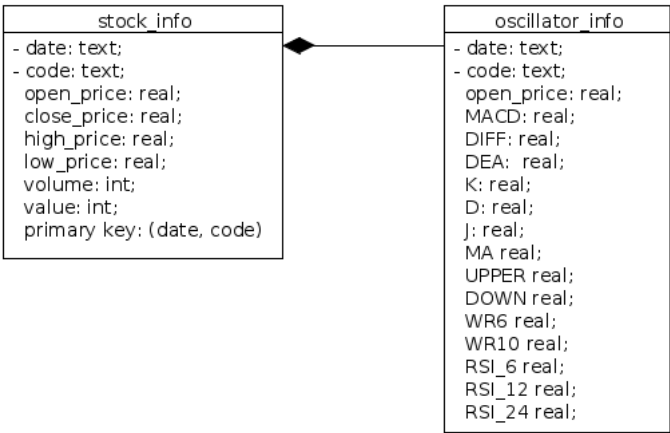 stock_info
- date: text;
- code: text;
open_price: real;
close_price: real;
high_price: real;
low_price: real;
volume: int;
value: int;
primary key: (date, code)
oscillator_info
- date: text;
- code: text;
open_price: real;
MACD: real;
DIFF: real;
DEA:  real;
K: real;
D: real;
J: real;
MA real;
UPPER real;
DOWN real;
WR6 real;
WR10 real;
RSI_6 real;
RSI_12 real;
RSI_24 real;